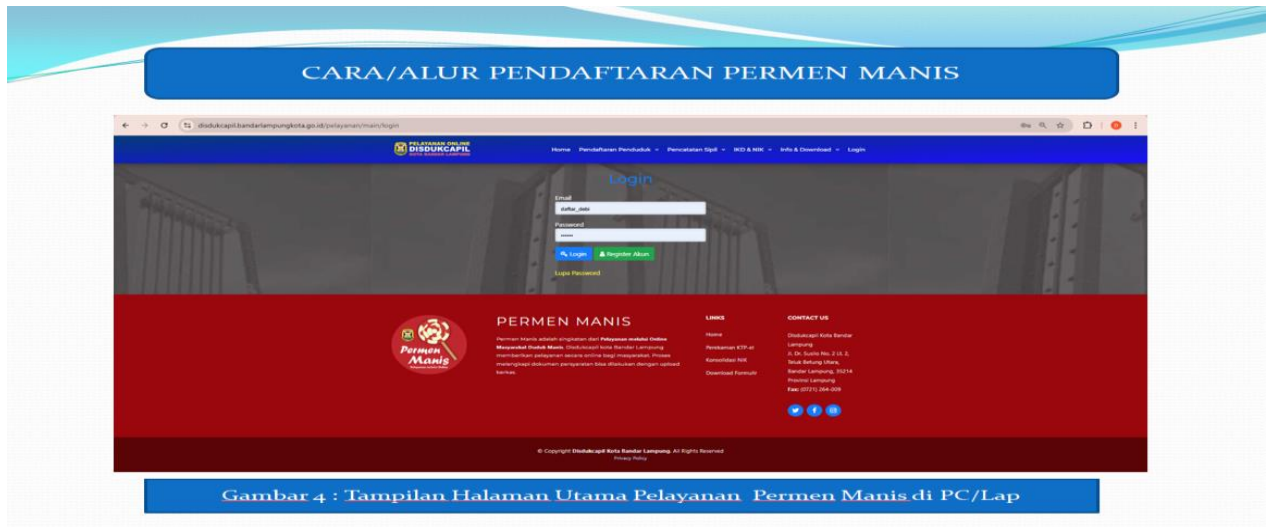 CARA/ALUR PENDAFTARAN PERMEN MANIS
disdukcapil.bandarlampungkota.go.id/pelayanan/main/login
PELAYANAN ONLINE
DISDUKCAPIL
KOTA BANDAR LAMPUNG
Home Pendaftaran Penduduk Pencatatan Sipil IKD & NIK Info & Download Login
Login
Email
daftar_debi
Password
Login Register Akun
Lupa Password
Permen
Manis
PERMEN MANIS
Permen Manis adalah singkatan dari Pelayanan melalui Online
Masyarakat Duduk Manis. Disdukcapil kota Bandar Lampung
memberikan pelayanan secara online bagi masyarakat. Proses
melengkapi dokumen persyaratan bisa dilakukan dengan upload
berkas.
LINKS
Home
Perekaman KTP-el
Konsolidasi NIK
Download Formulir
CONTACT US
Disdukcapil Kota Bandar
Lampung
Jl. Dr. Susilo No. 2 Lt. 2,
Teluk Betung Utara,
Bandar Lampung, 35214
Provinsi Lampung
Fax: (0721) 264-009
© Copyright Disdukcapil Kota Bandar Lampung. All Rights Reserved
Privacy Policy
Gambar 4 : Tampilan Halaman Utama Pelayanan Permen Manis di PC/Lap